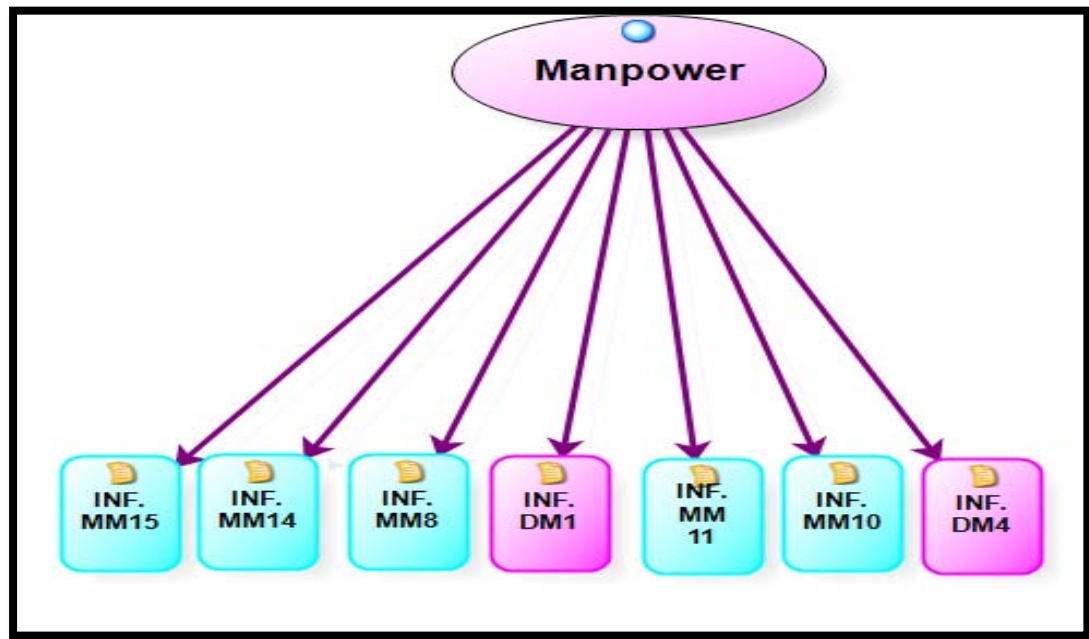 Manpower
INF.
MM15
INF.
MM14
INF.
MM8
INF.
DM1
INF.
MM
11
INF.
MM10
INF.
DM4